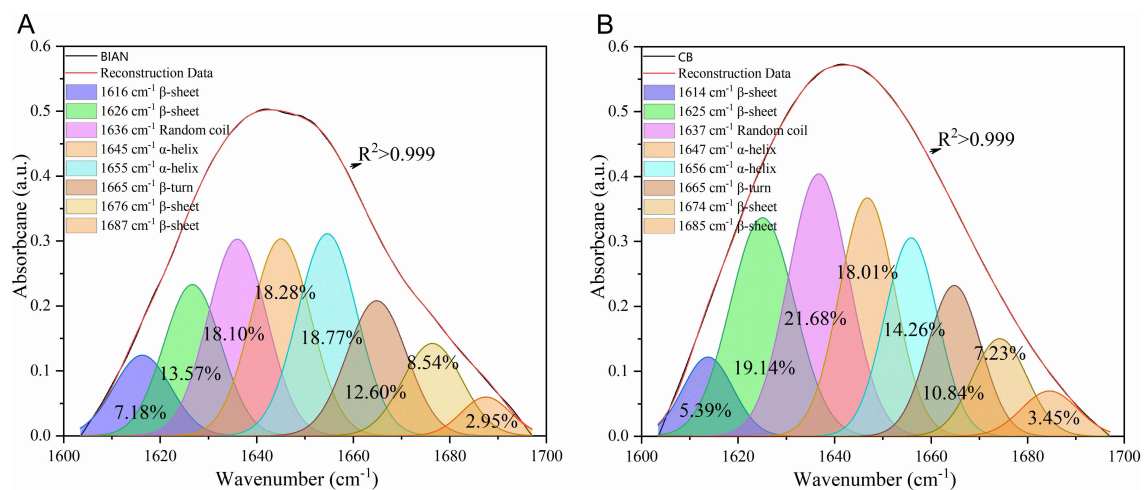 A
BIAN
Reconstruction Data
1616 cm⁻¹ β-sheet
1626 cm⁻¹ β-sheet
1636 cm⁻¹ Random coil
1645 cm⁻¹ α-helix
1655 cm⁻¹ α-helix
1665 cm⁻¹ β-turn
1676 cm⁻¹ β-sheet
1687 cm⁻¹ β-sheet
R²>0.999
0.6
0.5
0.4
0.3
0.2
0.1
0.0
Absorbcane (a.u.)
7.18%
13.57%
18.10%
18.28%
18.77%
12.60%
8.54%
2.95%
1600 1620 1640 1660 1680 1700
Wavenumber (cm⁻¹)
B
CB
Reconstruction Data
1614 cm⁻¹ β-sheet
1625 cm⁻¹ β-sheet
1637 cm⁻¹ Random coil
1647 cm⁻¹ α-helix
1656 cm⁻¹ α-helix
1665 cm⁻¹ β-turn
1674 cm⁻¹ β-sheet
1685 cm⁻¹ β-sheet
R²>0.999
0.6
0.5
0.4
0.3
0.2
0.1
0.0
Absorbcane (a.u.)
5.39%
19.14%
21.68%
18.01%
14.26%
10.84%
7.23%
3.45%
1600 1620 1640 1660 1680 1700
Wavenumber (cm⁻¹)